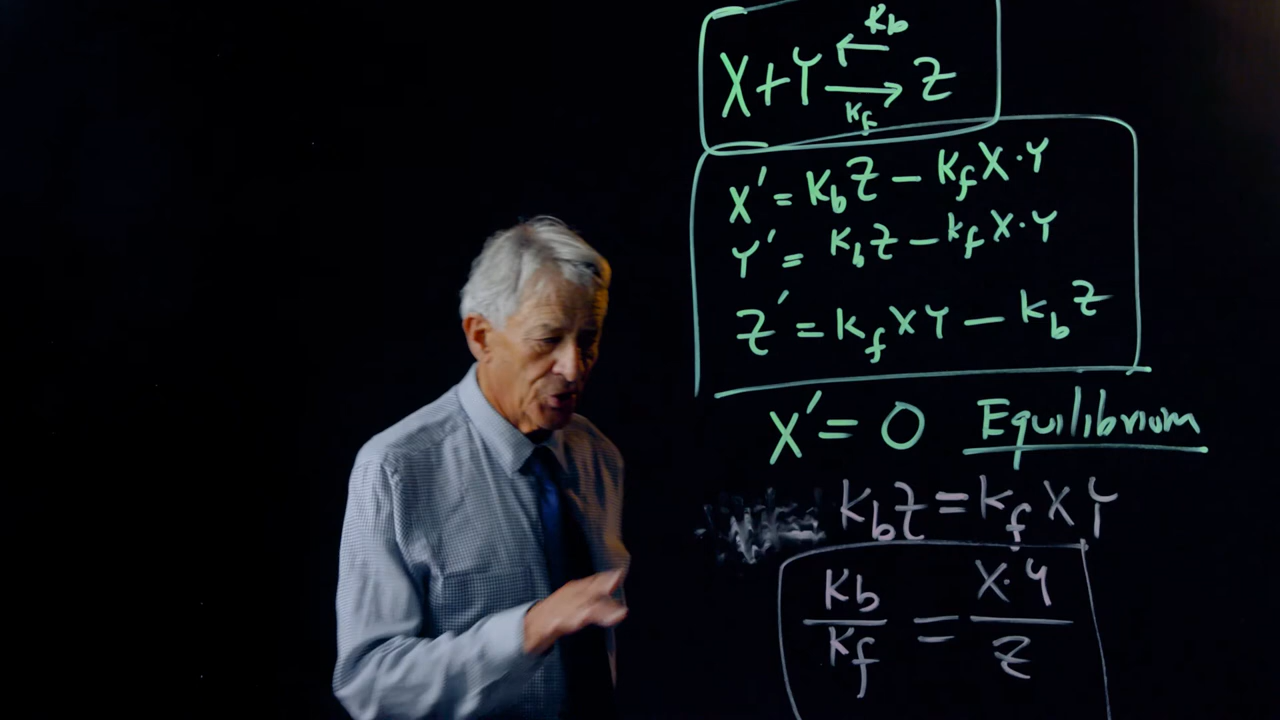 X+Y ⇄ Z
kb
kf
X' = KbZ − KfX·Y
Y' = KbZ − KfX·Y
Z' = KfXY − KbZ
X' = 0 Equilibrium
KbZ = KfXY
Kb/Kf = X·Y/Z